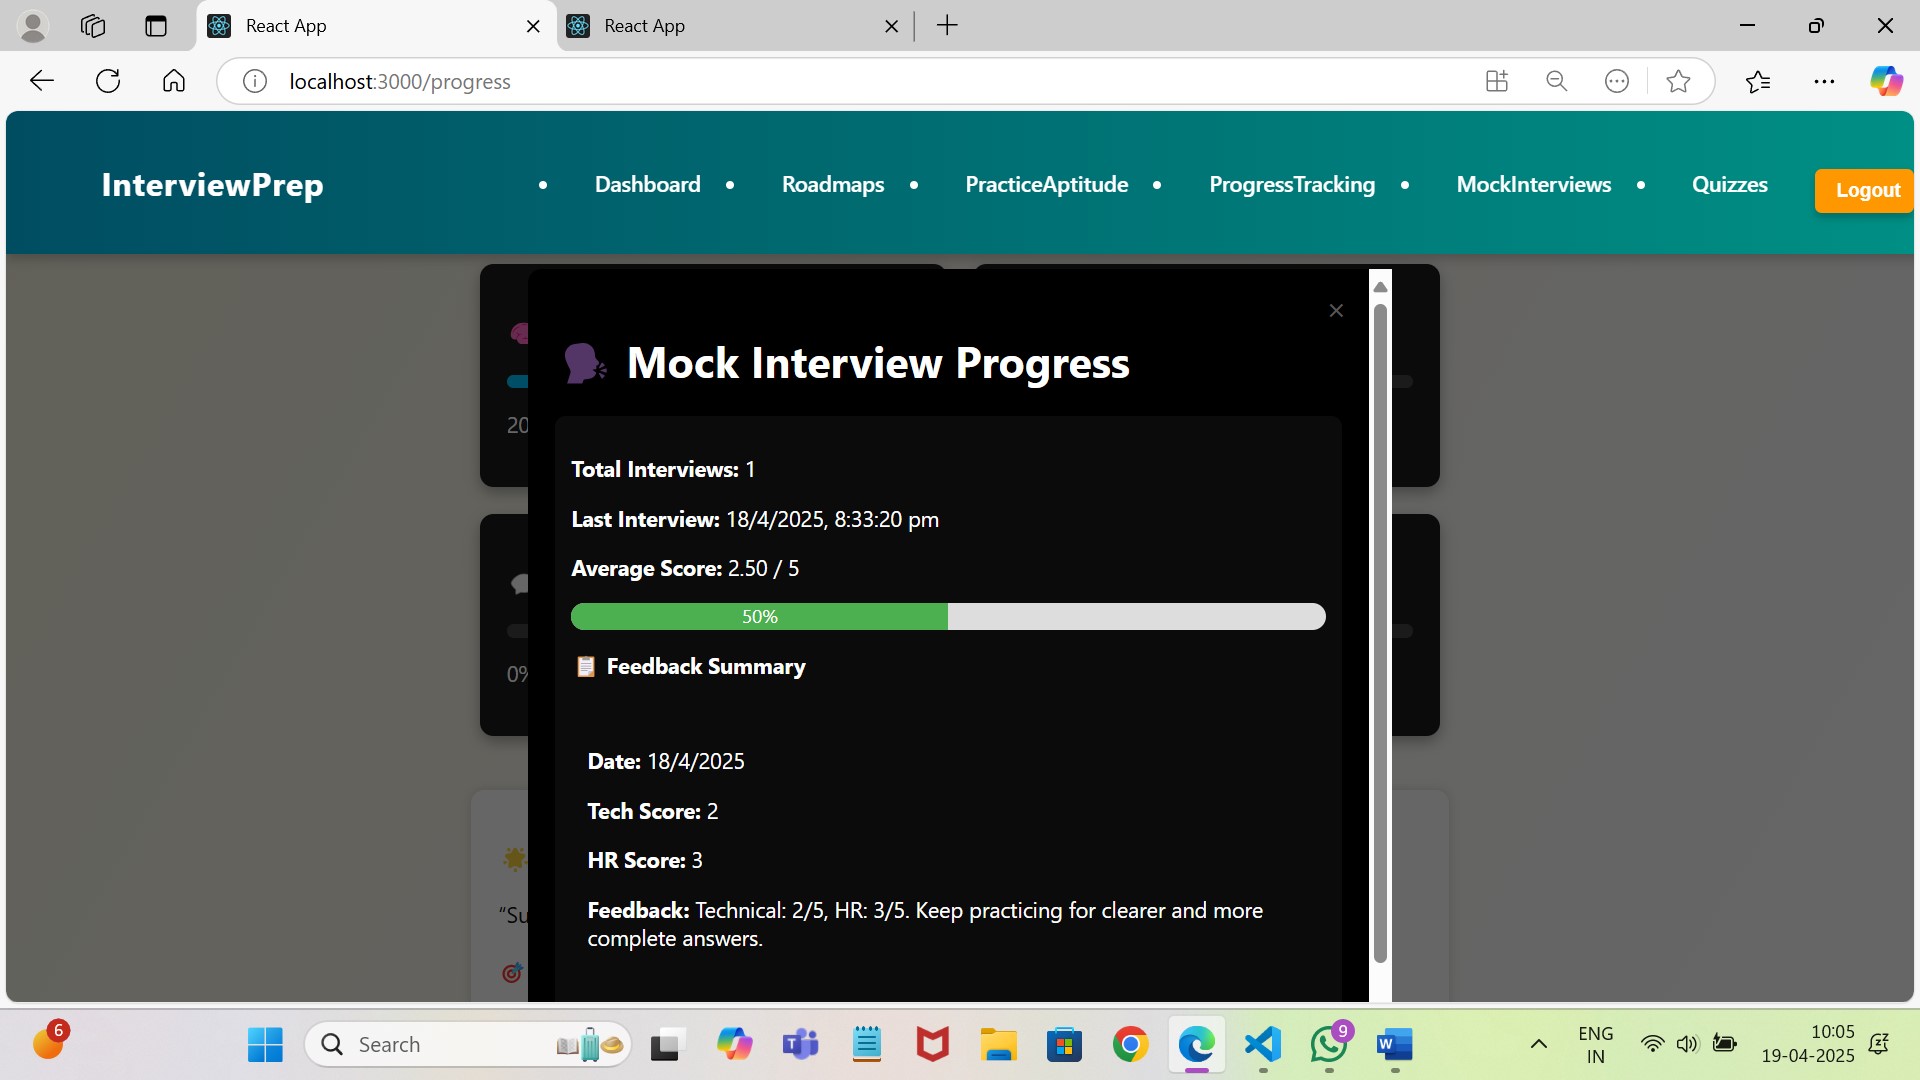 React App
React App
localhost:3000/progress
InterviewPrep
Dashboard
Roadmaps
PracticeAptitude
ProgressTracking
MockInterviews
Quizzes
Logout
Mock Interview Progress
20
Total Interviews: 1
Last Interview: 18/4/2025, 8:33:20 pm
Average Score: 2.50 / 5
50%
Feedback Summary
0%
Date: 18/4/2025
Tech Score: 2
HR Score: 3
“Su
Feedback: Technical: 2/5, HR: 3/5. Keep practicing for clearer and more
complete answers.
6
Search
9
ENG
IN
10:05
19-04-2025